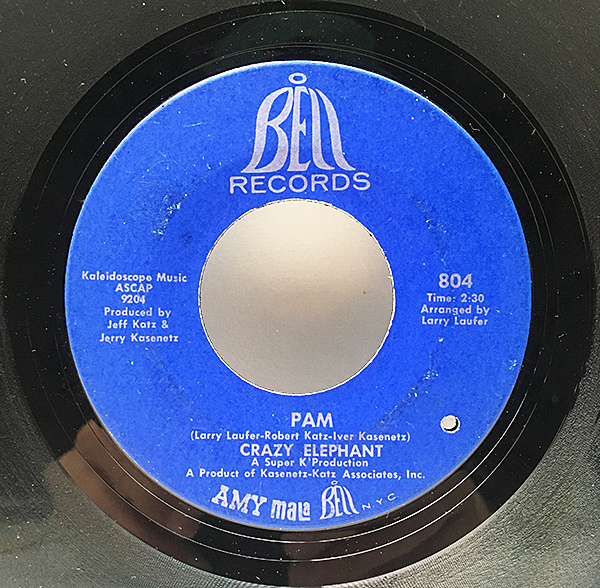 BELL
RECORDS
Kaleidoscope Music
ASCAP
9204
Produced by
Jeff Katz &
Jerry Kasenetz
804
Time: 2:30
Arranged by
Larry Laufer
PAM
(Larry Laufer-Robert Katz-Iver Kasenetz)
CRAZY ELEPHANT
A Super K Production
A Product of Kasenetz-Katz Associates, Inc.
AMY mala BELL N.Y.C